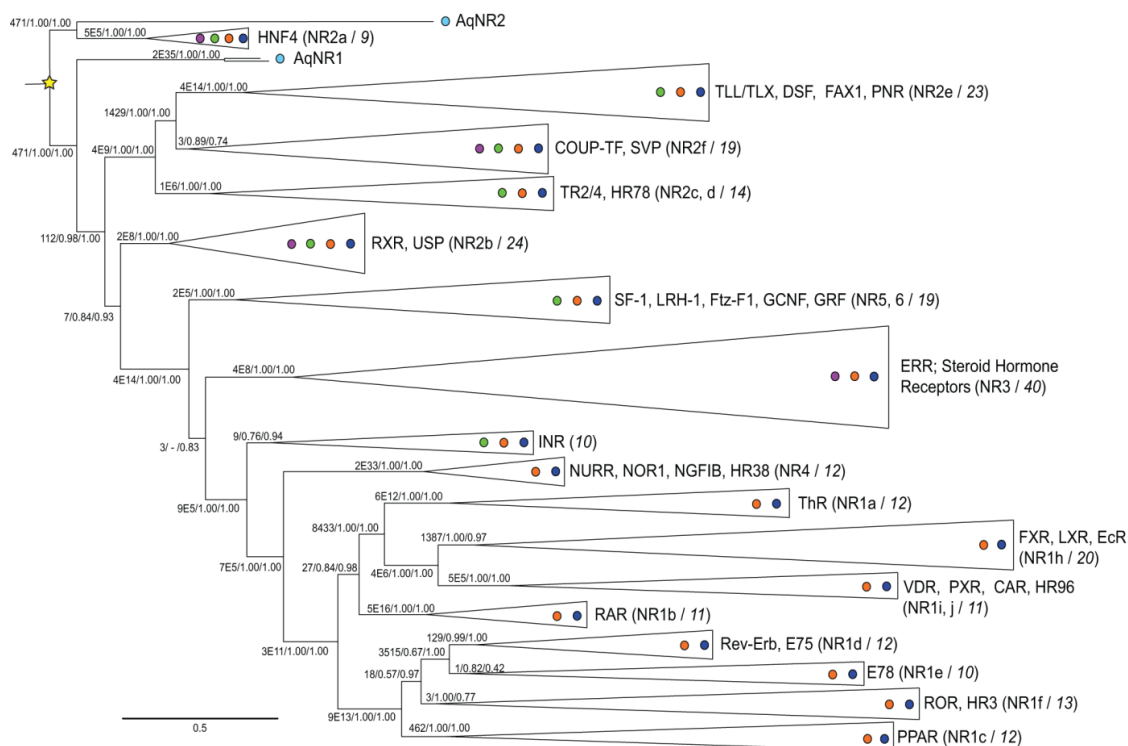 471/1.00/1.00
AqNR2
5E5/1.00/1.00
HNF4 (NR2a / 9)
2E35/1.00/1.00
AqNR1
4E14/1.00/1.00
TLL/TLX, DSF, FAX1, PNR (NR2e / 23)
1429/1.00/1.00
3/0.89/0.74
COUP-TF, SVP (NR2f / 19)
471/1.00/1.00
4E9/1.00/1.00
1E6/1.00/1.00
TR2/4, HR78 (NR2c, d / 14)
112/0.98/1.00
2E8/1.00/1.00
RXR, USP (NR2b / 24)
2E5/1.00/1.00
SF-1, LRH-1, Ftz-F1, GCNF, GRF (NR5, 6 / 19)
7/0.84/0.93
4E14/1.00/1.00
4E8/1.00/1.00
ERR; Steroid Hormone
Receptors (NR3 / 40)
3/ - /0.83
9/0.76/0.94
INR (10)
2E33/1.00/1.00
NURR, NOR1, NGFIB, HR38 (NR4 / 12)
9E5/1.00/1.00
6E12/1.00/1.00
ThR (NR1a / 12)
8433/1.00/1.00
1387/1.00/0.97
FXR, LXR, EcR
(NR1h / 20)
7E5/1.00/1.00
27/0.84/0.98
4E6/1.00/1.00
5E5/1.00/1.00
VDR, PXR, CAR, HR96
(NR1i, j / 11)
5E16/1.00/1.00
RAR (NR1b / 11)
3E11/1.00/1.00
129/0.99/1.00
Rev-Erb, E75 (NR1d / 12)
3515/0.67/1.00
1/0.82/0.42
E78 (NR1e / 10)
18/0.57/0.97
3/1.00/0.77
ROR, HR3 (NR1f / 13)
9E13/1.00/1.00
462/1.00/1.00
PPAR (NR1c / 12)
0.5